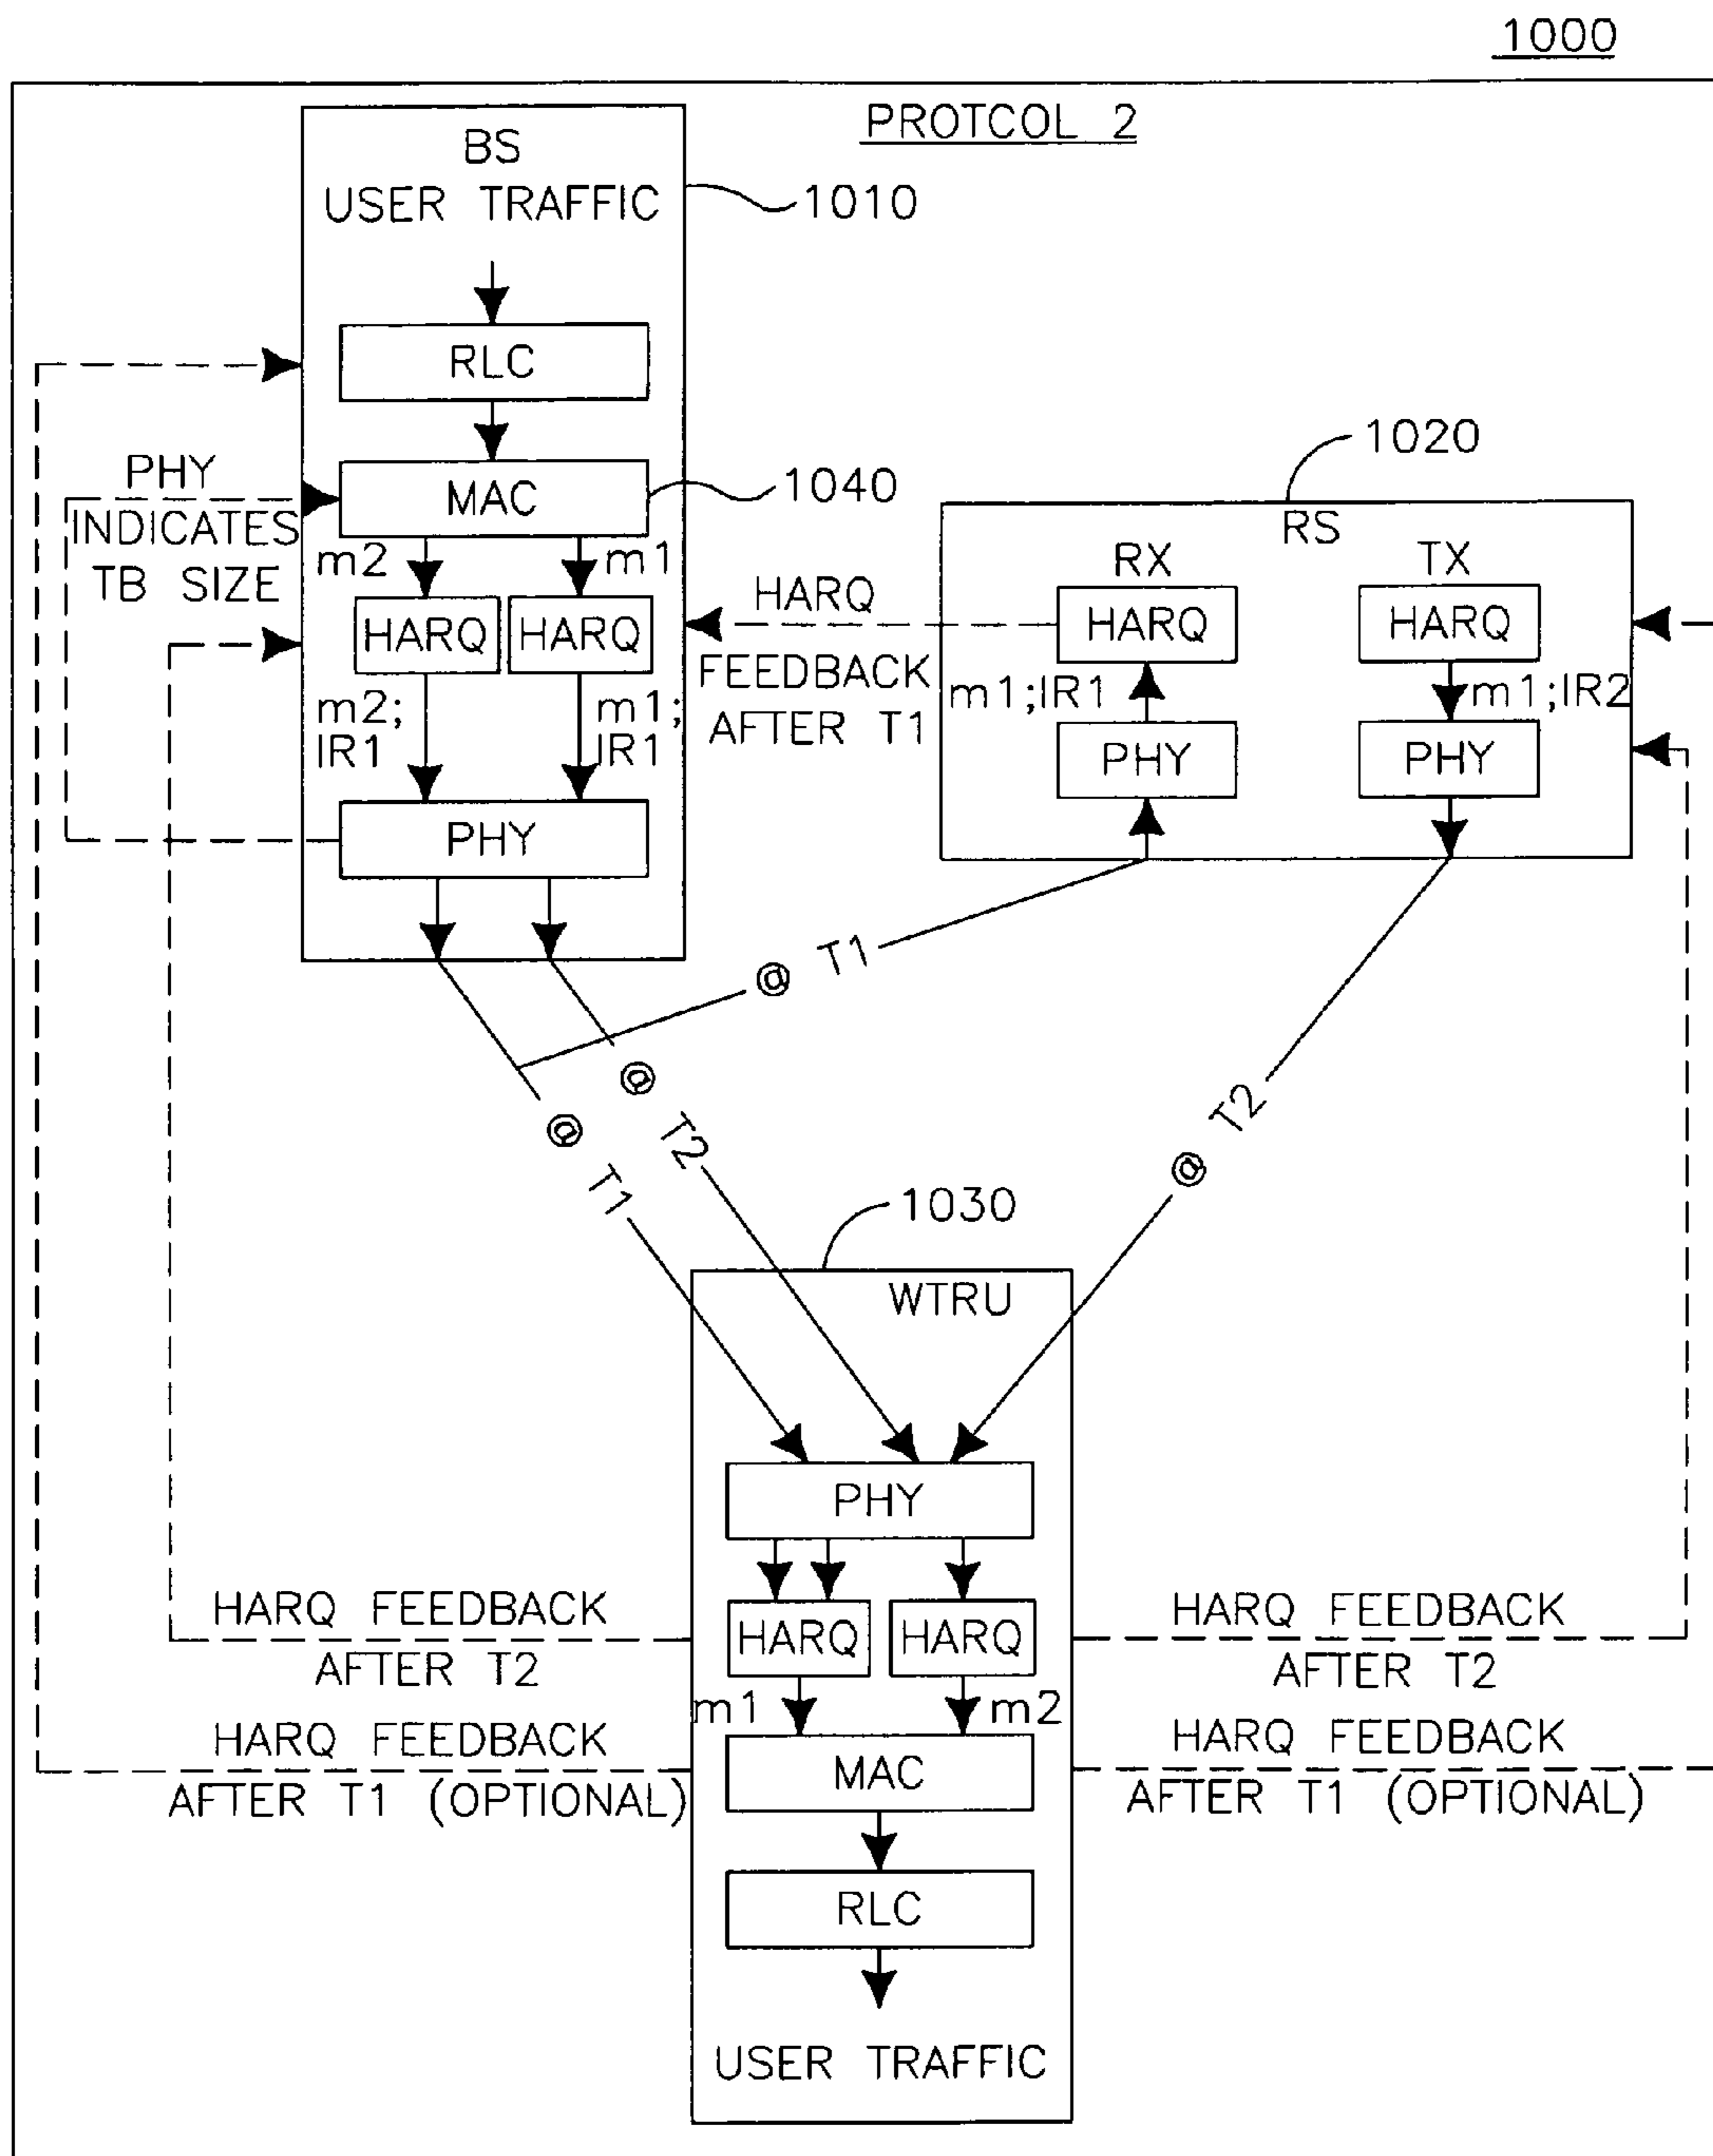 1000
PROTCOL 2
BS
USER TRAFFIC
1010
RLC
PHY
INDICATES
TB SIZE
MAC
1040
m2
m1
HARQ
HARQ
m2;
IR1
m1;
IR1
PHY
HARQ
FEEDBACK
AFTER T1
1020
RS
RX
TX
HARQ
HARQ
m1;IR1
m1;IR2
PHY
PHY
@ T1
@ T2
@ T1
@ T2
1030
WTRU
PHY
HARQ
HARQ
m1
m2
MAC
RLC
USER TRAFFIC
HARQ FEEDBACK
AFTER T2
HARQ FEEDBACK
AFTER T1 (OPTIONAL)
HARQ FEEDBACK
AFTER T2
HARQ FEEDBACK
AFTER T1 (OPTIONAL)